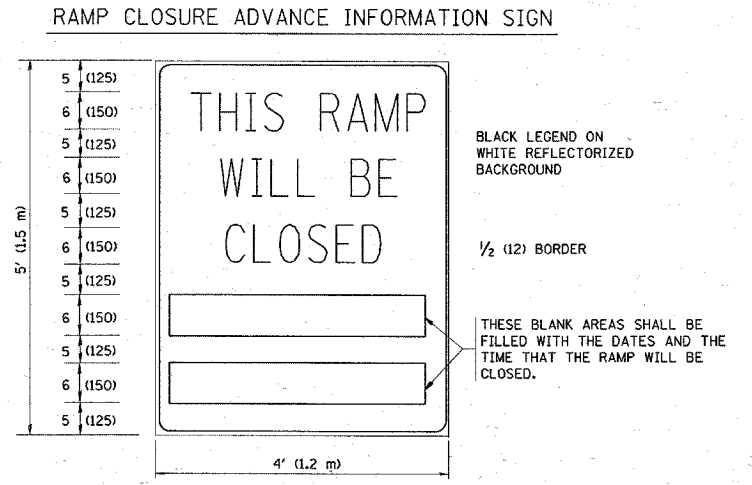 RAMP CLOSURE ADVANCE INFORMATION SIGN
5 (125)
6 (150)
5 (125)
6 (150)
5 (125)
6 (150)
5 (125)
6 (150)
5 (125)
6 (150)
5 (125)
5' (1.5 m)
THIS RAMP
WILL BE
CLOSED
BLACK LEGEND ON
WHITE REFLECTORIZED
BACKGROUND
1/2 (12) BORDER
THESE BLANK AREAS SHALL BE
FILLED WITH THE DATES AND THE
TIME THAT THE RAMP WILL BE
CLOSED.
4' (1.2 m)